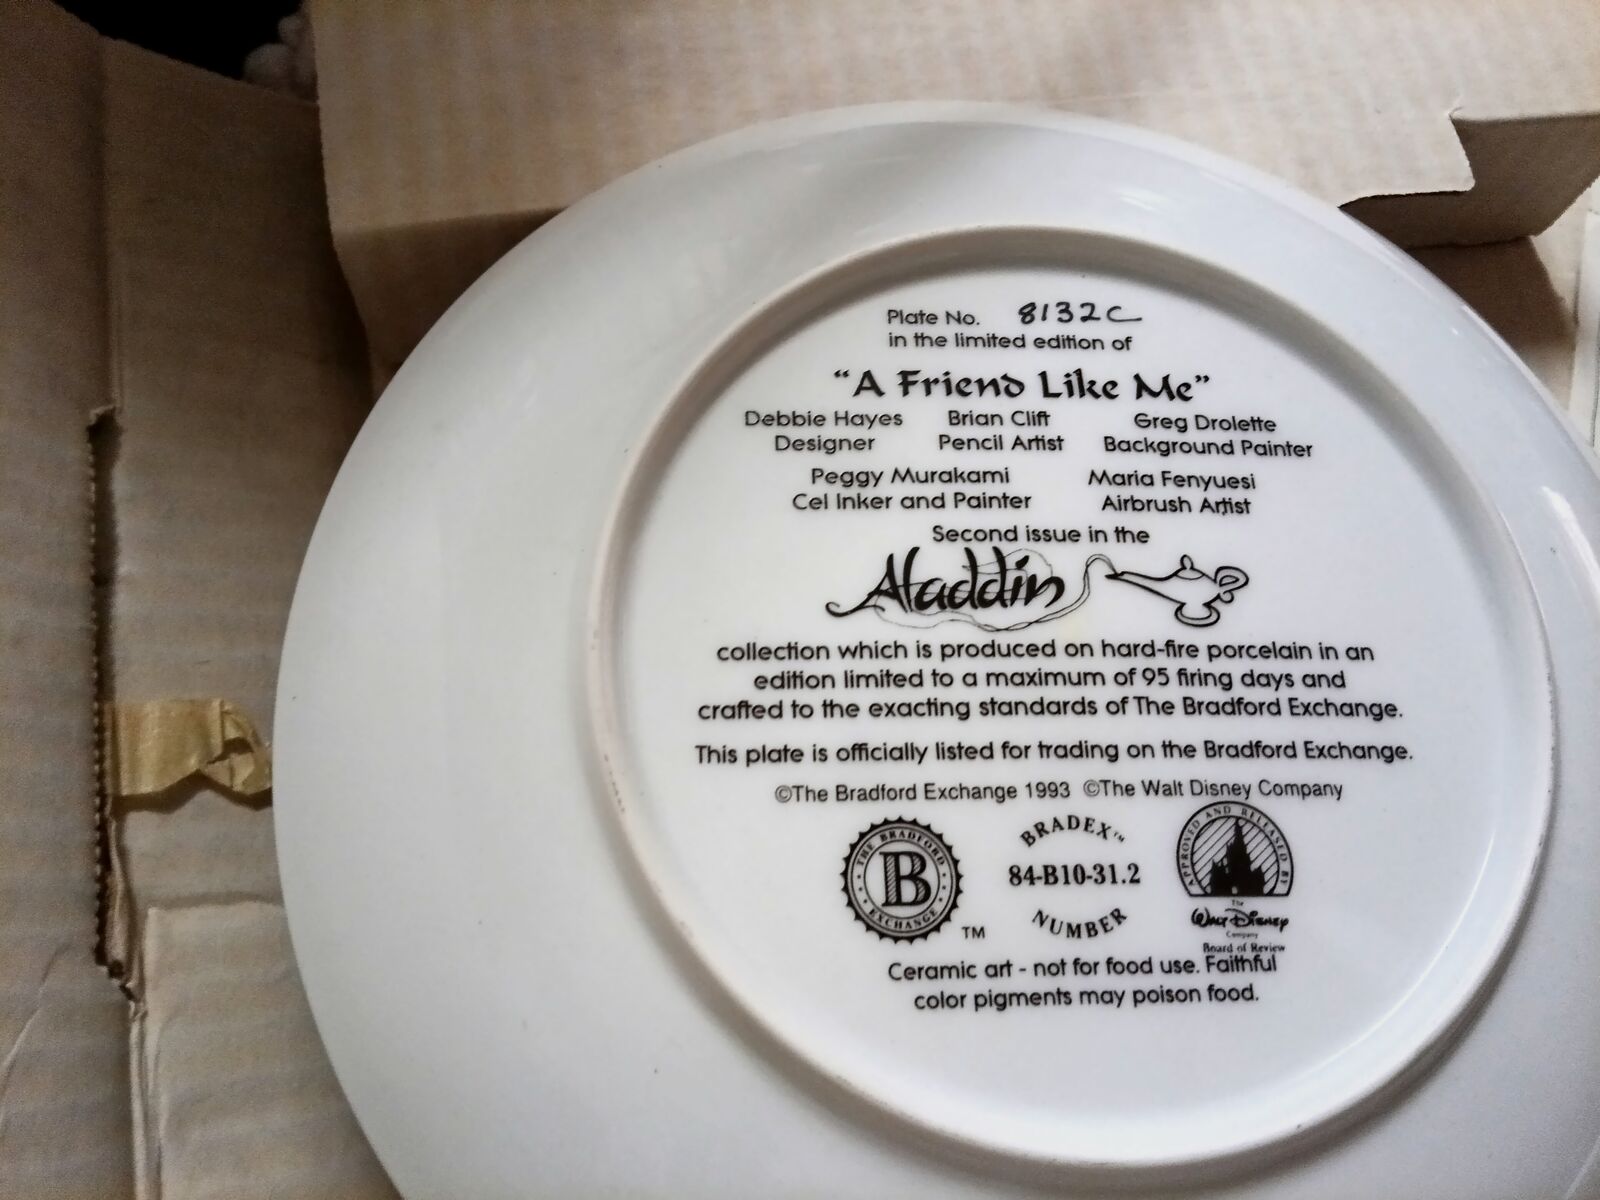 Plate No. 8132C
in the limited edition of
"A Friend Like Me"
Debbie Hayes Brian Clift Greg Drolette
Designer Pencil Artist Background Painter
Peggy Murakami Maria Fenyuesi
Cel Inker and Painter Airbrush Artist
Second issue in the
Aladdin
collection which is produced on hard-fire porcelain in an
edition limited to a maximum of 95 firing days and
crafted to the exacting standards of The Bradford Exchange.
This plate is officially listed for trading on the Bradford Exchange.
©The Bradford Exchange 1993 ©The Walt Disney Company
THE BRADFORD
B
EXCHANGE
TM
BRADEX™
84-B10-31.2
NUMBER
APPROVED AND RELEASED BY
The
Walt Disney
Company
Board of Review
Ceramic art - not for food use. Faithful
color pigments may poison food.